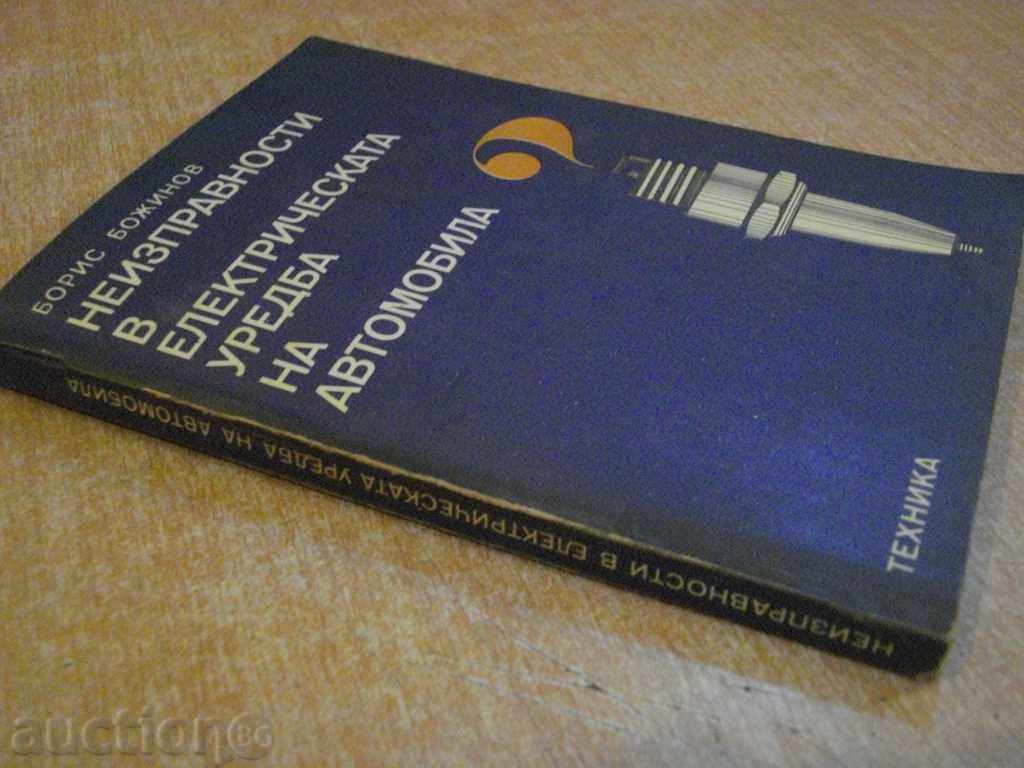 БОРИС БОЖИНОВ
НЕИЗПРАВНОСТИ
В
ЕЛЕКТРИЧЕСКАТА
УРЕДБА
НА
АВТОМОБИЛА
ТЕХНИКА
НЕИЗПРАВНОСТИ В ЕЛЕКТРИЧЕСКАТА УРЕДБА НА АВТОМОБИЛА
auction BG